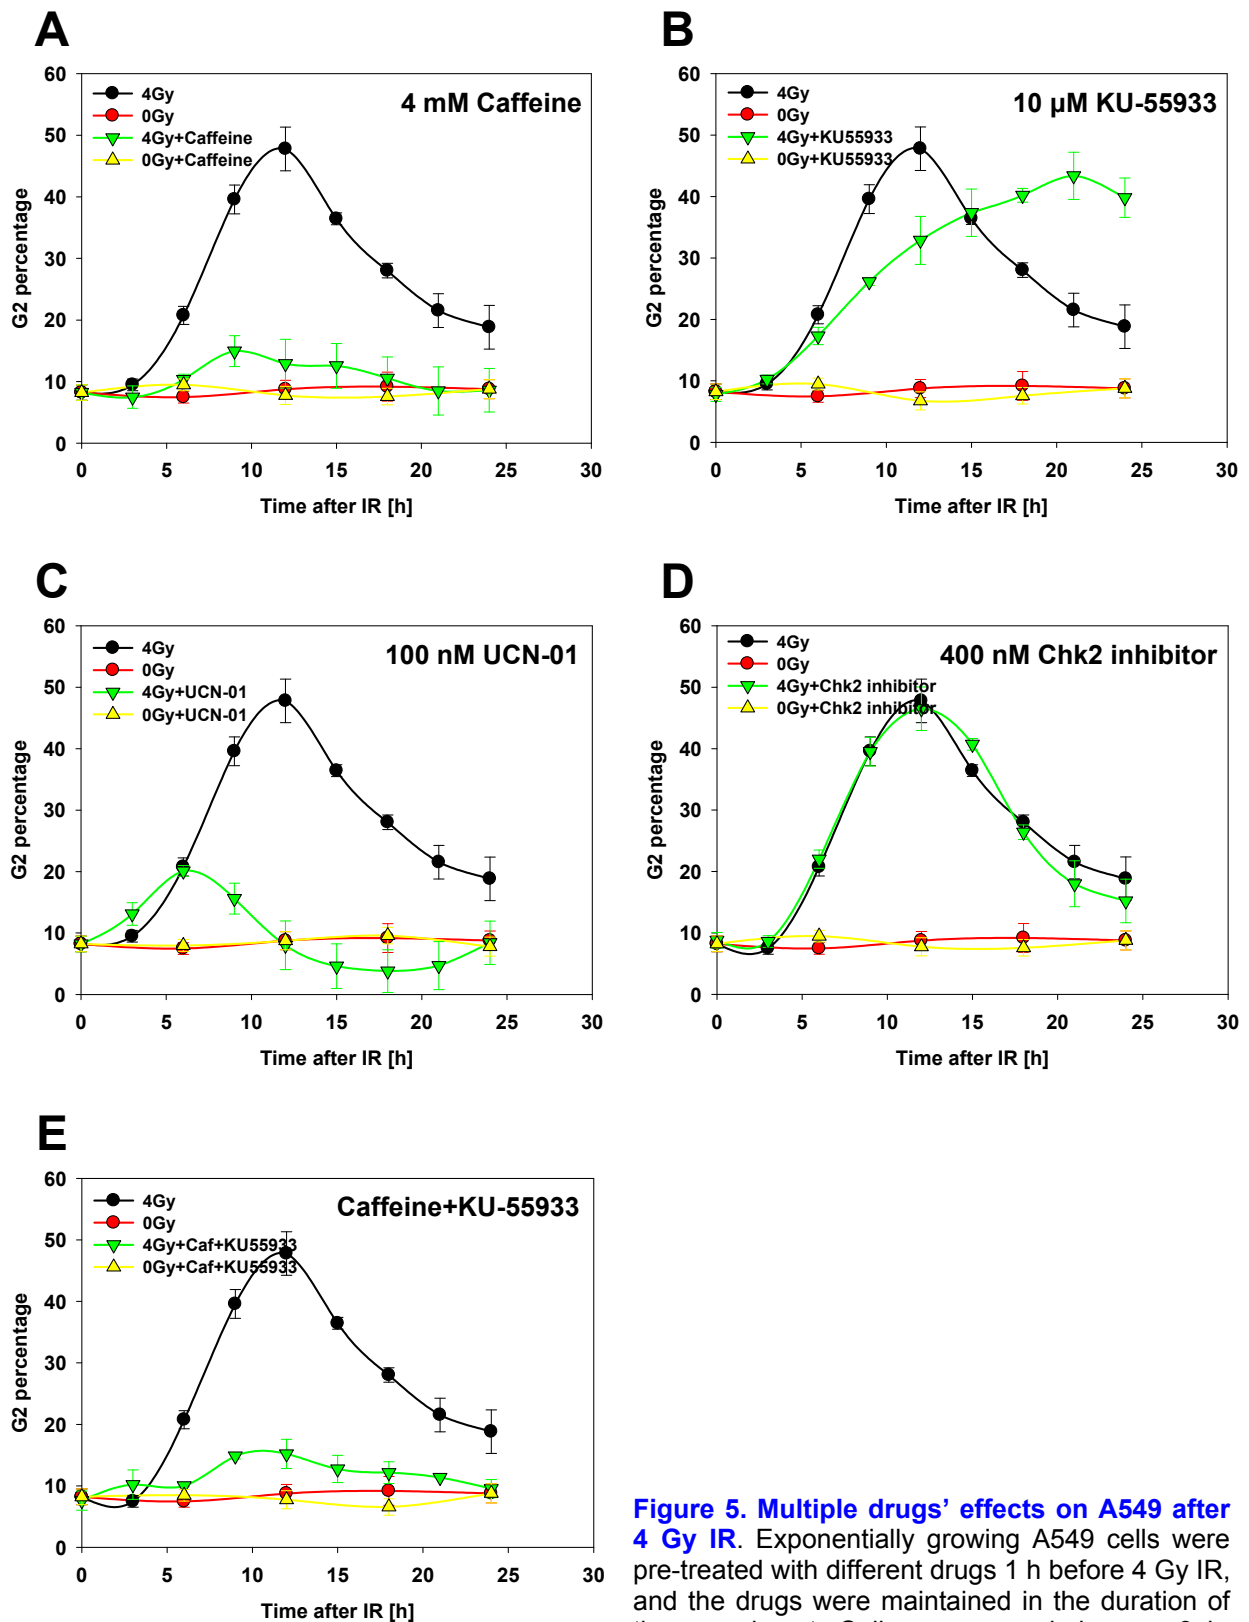 A
60
50
40
30
20
10
0
G2 percentage
4Gy
0Gy
4Gy+Caffeine
0Gy+Caffeine
4 mM Caffeine
0 5 10 15 20 25 30
Time after IR [h]
B
60
50
40
30
20
10
0
G2 percentage
4Gy
0Gy
4Gy+KU55933
0Gy+KU55933
10 µM KU-55933
0 5 10 15 20 25 30
Time after IR [h]
C
60
50
40
30
20
10
0
G2 percentage
4Gy
0Gy
4Gy+UCN-01
0Gy+UCN-01
100 nM UCN-01
0 5 10 15 20 25 30
Time after IR [h]
D
60
50
40
30
20
10
0
G2 percentage
4Gy
0Gy
4Gy+Chk2 inhibitor
0Gy+Chk2 inhibitor
400 nM Chk2 inhibitor
0 5 10 15 20 25 30
Time after IR [h]
E
60
50
40
30
20
10
0
G2 percentage
4Gy
0Gy
4Gy+Caf+KU55933
0Gy+Caf+KU55933
Caffeine+KU-55933
0 5 10 15 20 25 30
Time after IR [h]
Figure 5. Multiple drugs’ effects on A549 after
4 Gy IR. Exponentially growing A549 cells were
pre-treated with different drugs 1 h before 4 Gy IR,
and the drugs were maintained in the duration of